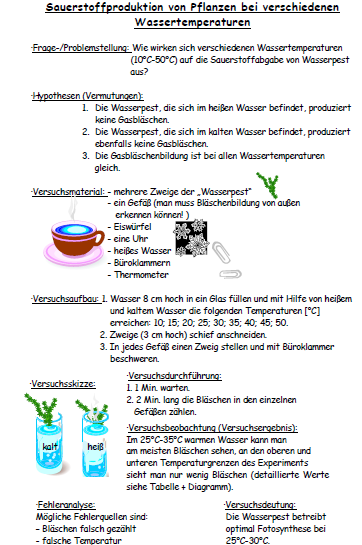 Sauerstoffproduktion von Pflanzen bei verschiedenen
Wassertemperaturen
·Frage-/Problemstellung: Wie wirken sich verschiedenen Wassertemperaturen
(10°C-50°C) auf die Sauerstoffabgabe von Wasserpest
aus?
·Hypothesen (Vermutungen):
1. Die Wasserpest, die sich im heißen Wasser befindet, produziert
keine Gasbläschen.
2. Die Wasserpest, die sich im kalten Wasser befindet, produziert
ebenfalls keine Gasbläschen.
3. Die Gasbläschenbildung ist bei allen Wassertemperaturen
gleich.
·Versuchsmaterial: - mehrere Zweige der „Wasserpest"
- ein Gefäß (man muss Bläschenbildung von außen
erkennen können! )
- Eiswürfel
- eine Uhr
- heißes Wasser
- Büroklammern
- Thermometer
·Versuchsaufbau: 1. Wasser 8 cm hoch in ein Glas füllen und mit Hilfe von heißem
und kaltem Wasser die folgenden Temperaturen [°C]
erreichen: 10; 15; 20; 25; 30; 35; 40; 45; 50.
2. Zweige (3 cm hoch) schief anschneiden.
3. In jedes Gefäß einen Zweig stellen und mit Büroklammer
beschweren.
·Versuchsskizze:
kalt
heiß
·Versuchsdurchführung:
1. 1 Min. warten.
2. 2 Min. lang die Bläschen in den einzelnen
Gefäßen zählen.
·Versuchsbeobachtung (Versuchsergebnis):
Im 25°C-35°C warmen Wasser kann man
am meisten Bläschen sehen, an den oberen und
unteren Temperaturgrenzen des Experiments
sieht man nur wenig Bläschen (detaillierte Werte
siehe Tabelle + Diagramm).
·Fehleranalyse:
Mögliche Fehlerquellen sind:
- Bläschen falsch gezählt
- falsche Temperatur
·Versuchsdeutung:
Die Wasserpest betreibt
optimal Fotosynthese bei
25°C-30°C.